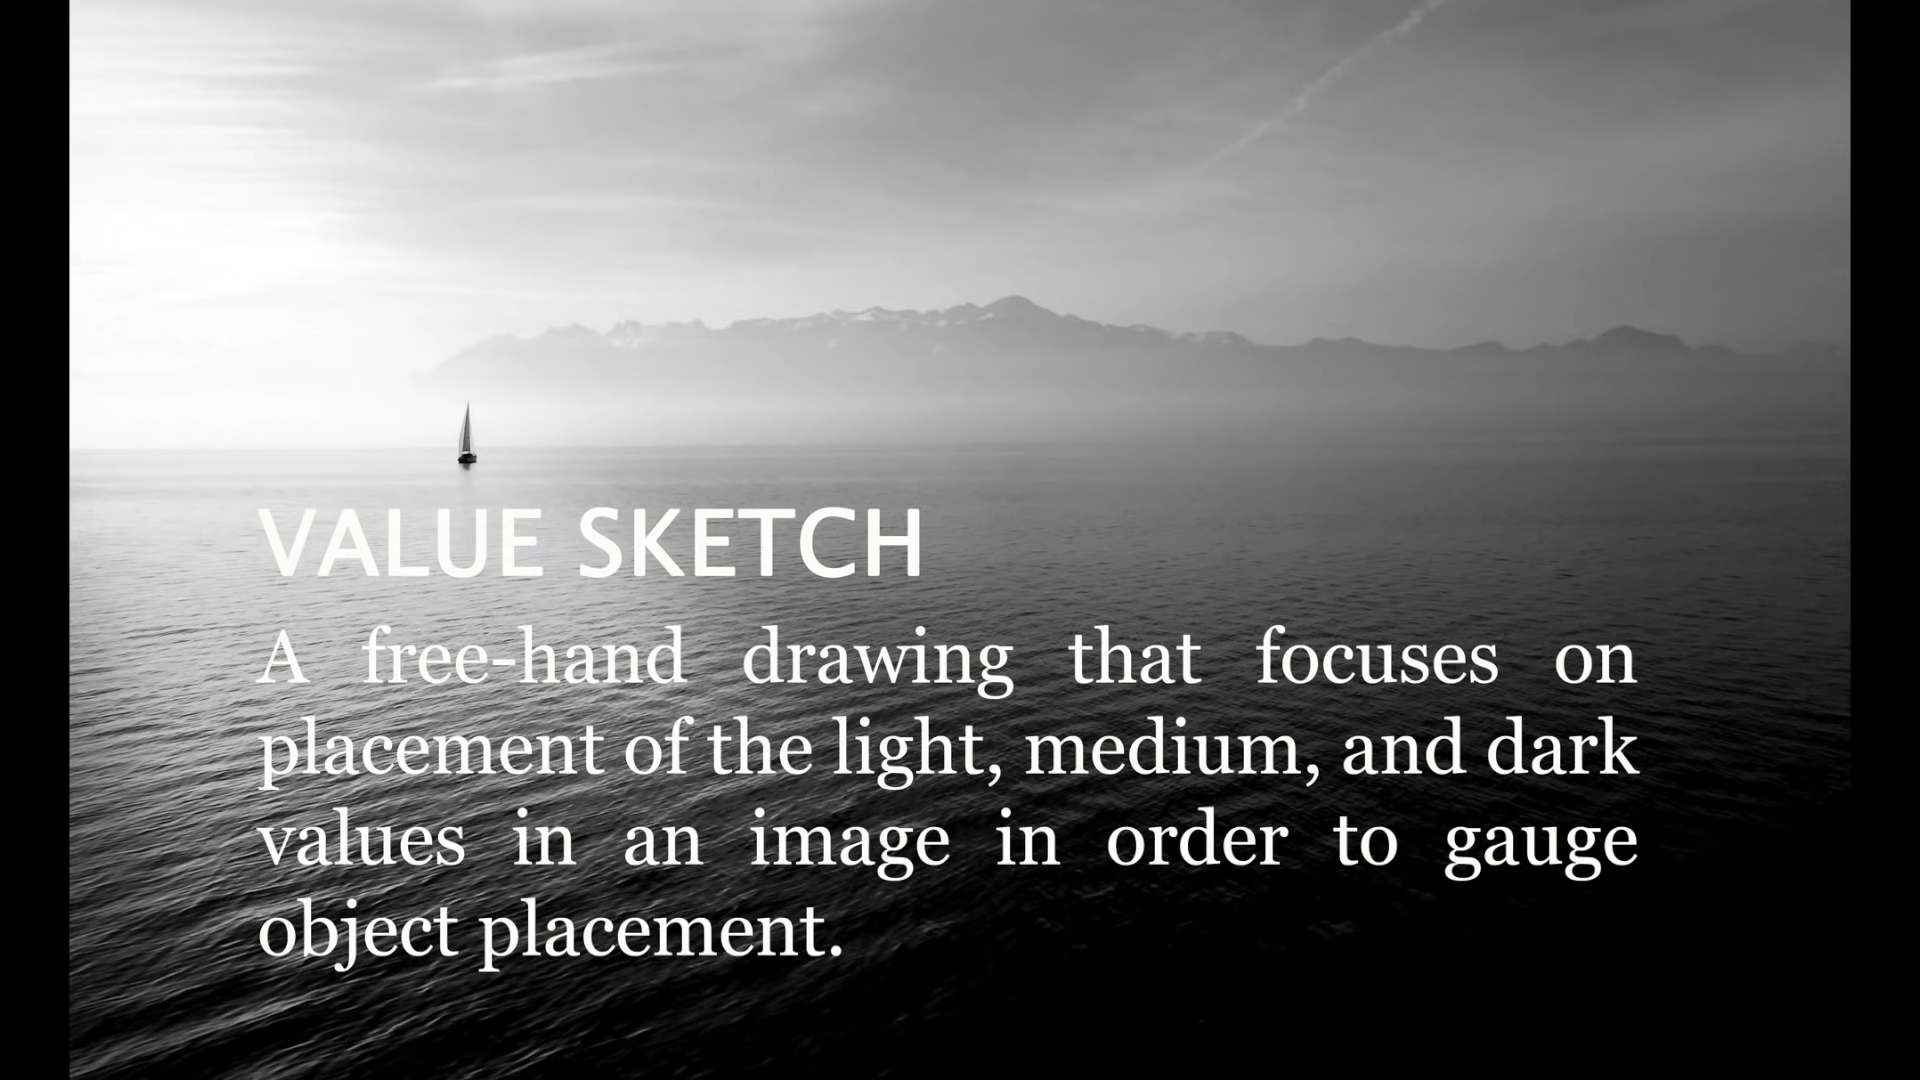 VALUE SKETCH
A free-hand drawing that focuses on
placement of the light, medium, and dark
values in an image in order to gauge
object placement.